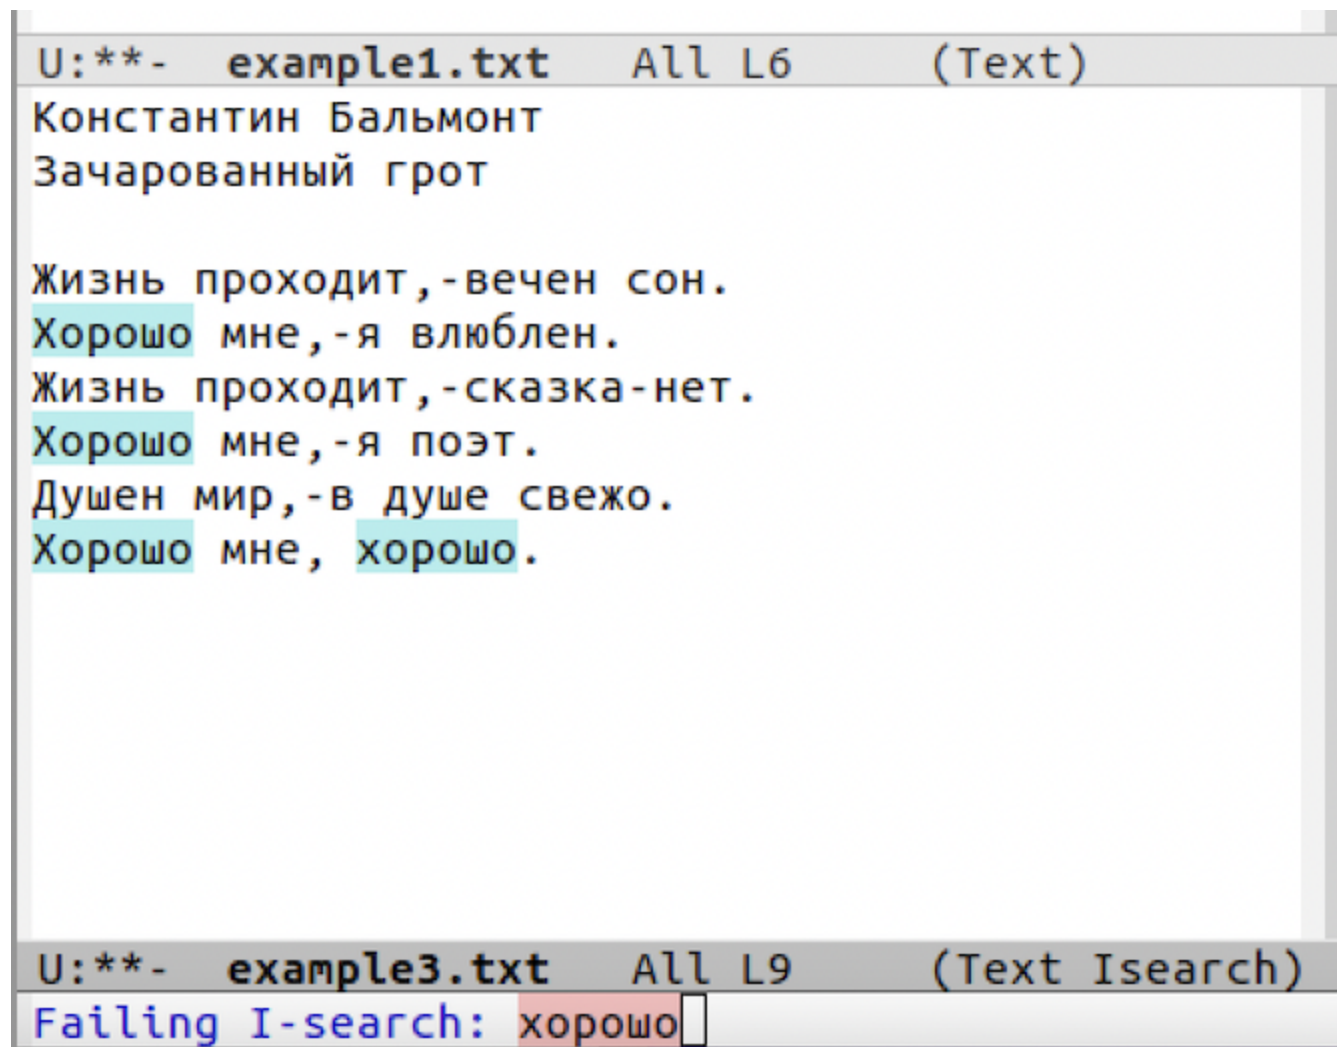 U:**-  example1.txt   All L6     (Text)
Константин Бальмонт
Зачарованный грот
Жизнь проходит,-вечен сон.
Хорошо мне,-я влюблен.
Жизнь проходит,-сказка-нет.
Хорошо мне,-я поэт.
Душен мир,-в душе свежо.
Хорошо мне, хорошо.
U:**-  example3.txt   All L9     (Text Isearch)
Failing I-search: хорошо